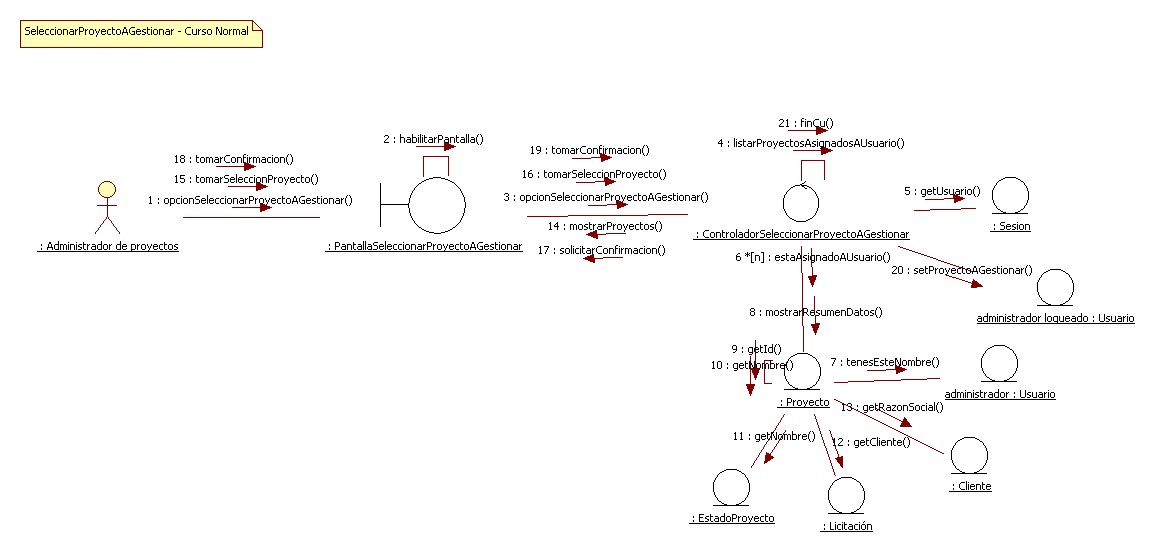 SeleccionarProyectoAGestionar - Curso Normal
21 : finCu()
2 : habilitarPantalla()
4 : listarProyectosAsignadosAUsuario()
19 : tomarConfirmacion()
18 : tomarConfirmacion()
16 : tomarSeleccionProyecto()
15 : tomarSeleccionProyecto()
5 : getUsuario()
3 : opcionSeleccionarProyectoAGestionar()
1 : opcionSeleccionarProyectoAGestionar()
14 : mostrarProyectos()
: Sesion
: ControladorSeleccionarProyectoAGestionar
: Administrador de proyectos
: PantallaSeleccionarProyectoAGestionar
17 : solicitarConfirmacion()
6 *[n] : estaAsignadoAUsuario()
20 : setProyectoAGestionar()
8 : mostrarResumenDatos()
administrador loqueado : Usuario
9 : getId()
10 : getNombre()
7 : tenesEsteNombre()
administrador : Usuario
: Proyecto
13 : getRazonSocial()
11 : getNombre()
12 : getCliente()
: Cliente
: EstadoProyecto
: Licitación